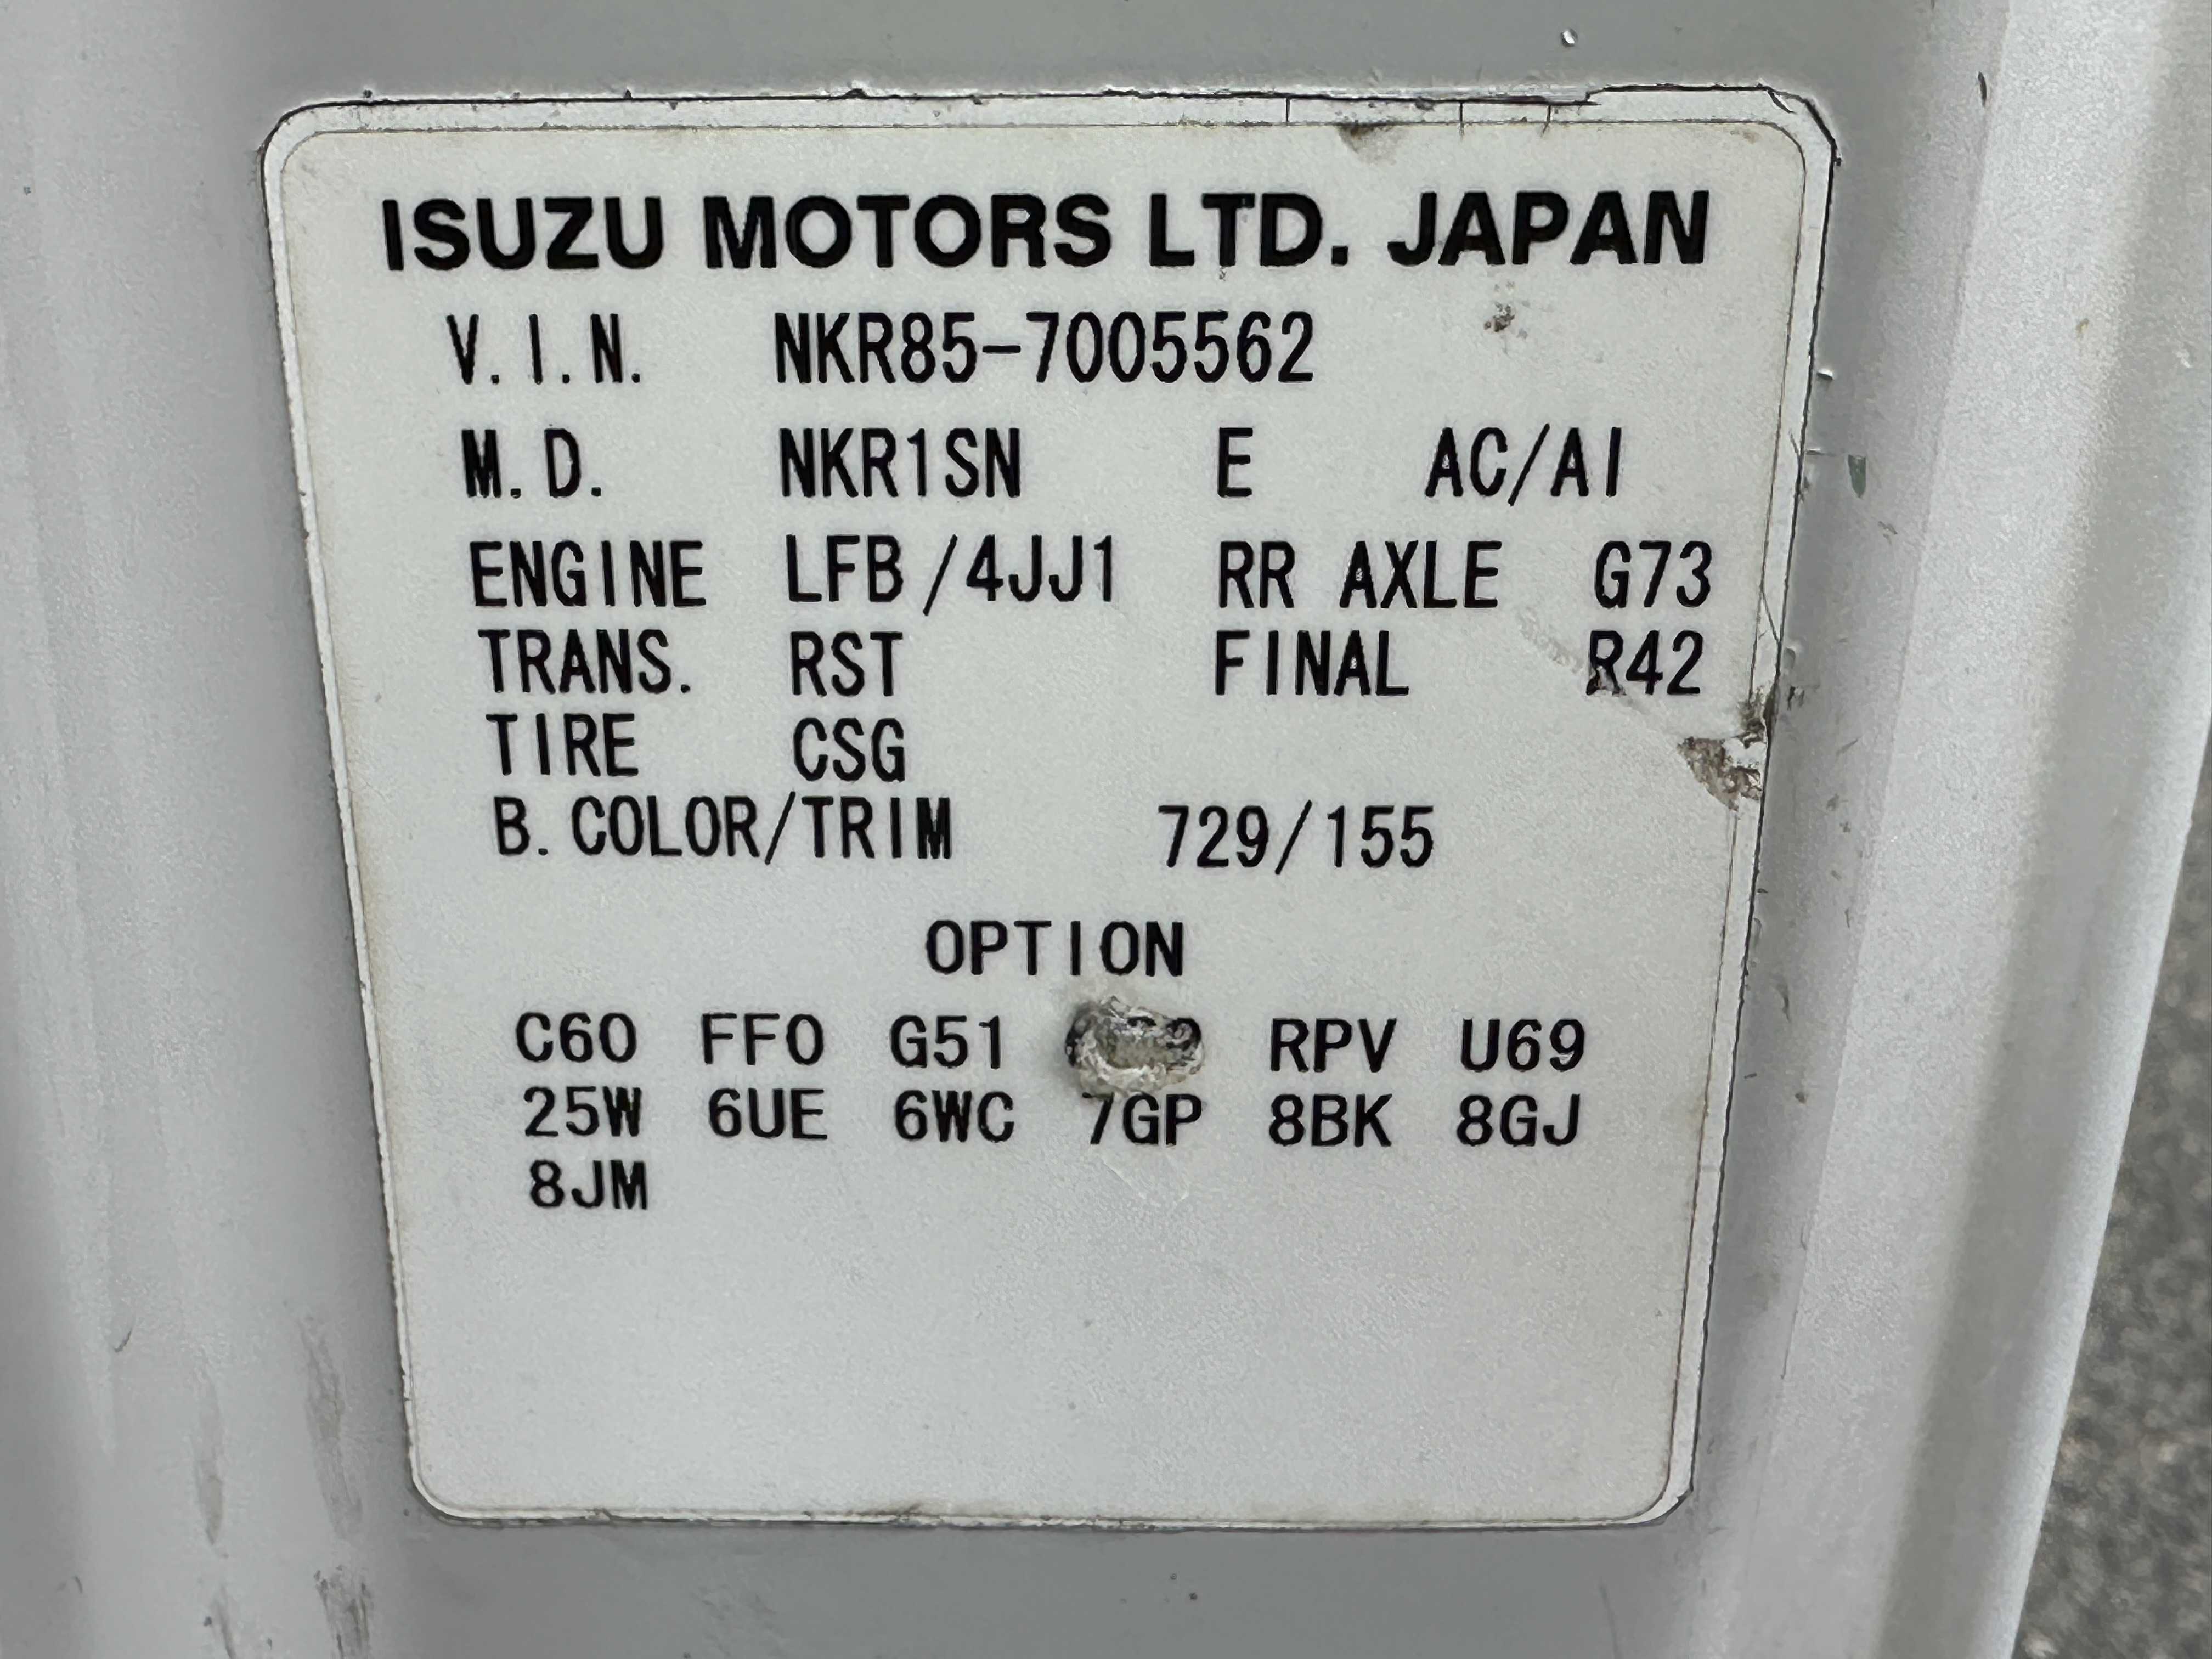 ISUZU MOTORS LTD. JAPAN
V.I.N. NKR85-7005562
M.D. NKR1SN E AC/AI
ENGINE LFB/4JJ1 RR AXLE G73
TRANS. RST FINAL R42
TIRE CSG
B.COLOR/TRIM 729/155
OPTION
C60 FF0 G51 RPV U69
25W 6UE 6WC 7GP 8BK 8GJ
8JM